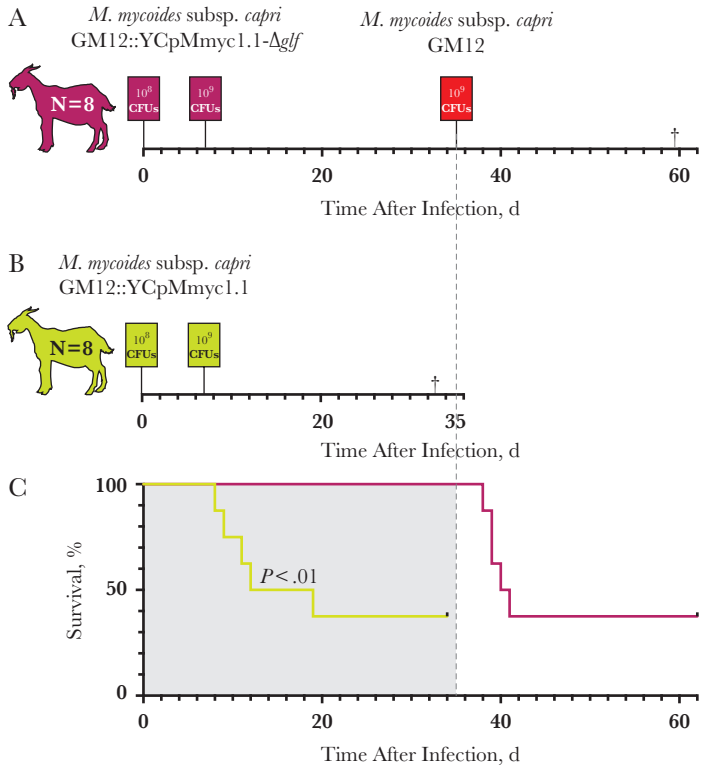 A
M. mycoides subsp. capri
GM12::YCpMmyc1.1-Δglf
M. mycoides subsp. capri
GM12
N=8
10⁸
CFUs
10⁹
CFUs
10⁹
CFUs
†
0 20 40 60
Time After Infection, d
B
M. mycoides subsp. capri
GM12::YCpMmyc1.1
N=8
10⁸
CFUs
10⁹
CFUs
†
0 20 35
Time After Infection, d
C
100
50
0
Survival, %
P< .01
0 20 40 60
Time After Infection, d